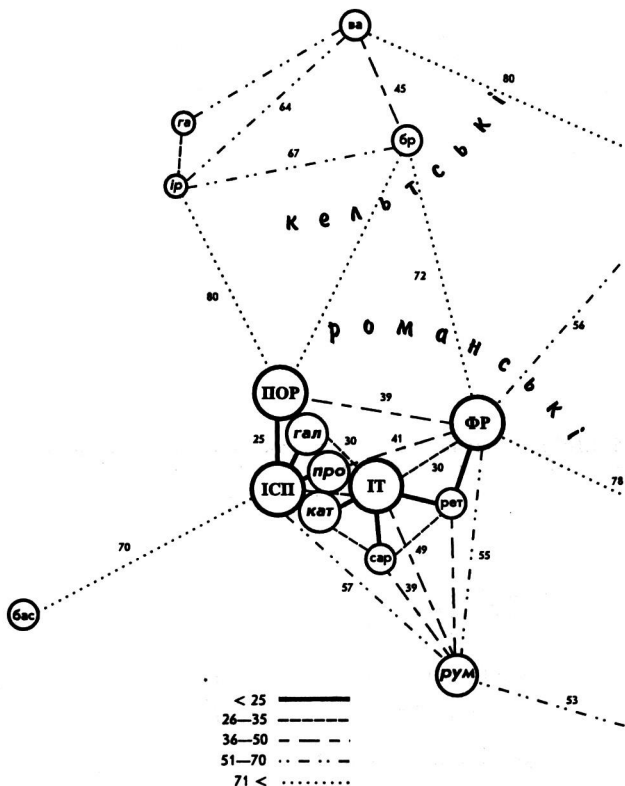 ва
80
га
64
45
бр
67
ір
кельтські
72
80
56
романські
ПОР
39
ФР
гал
25
30
41
про
30
ІСП
ІТ
78
кат
рет
70
сар
49
55
57
39
бас
рум
53
< 25
26—35
36—50
51—70
71 <